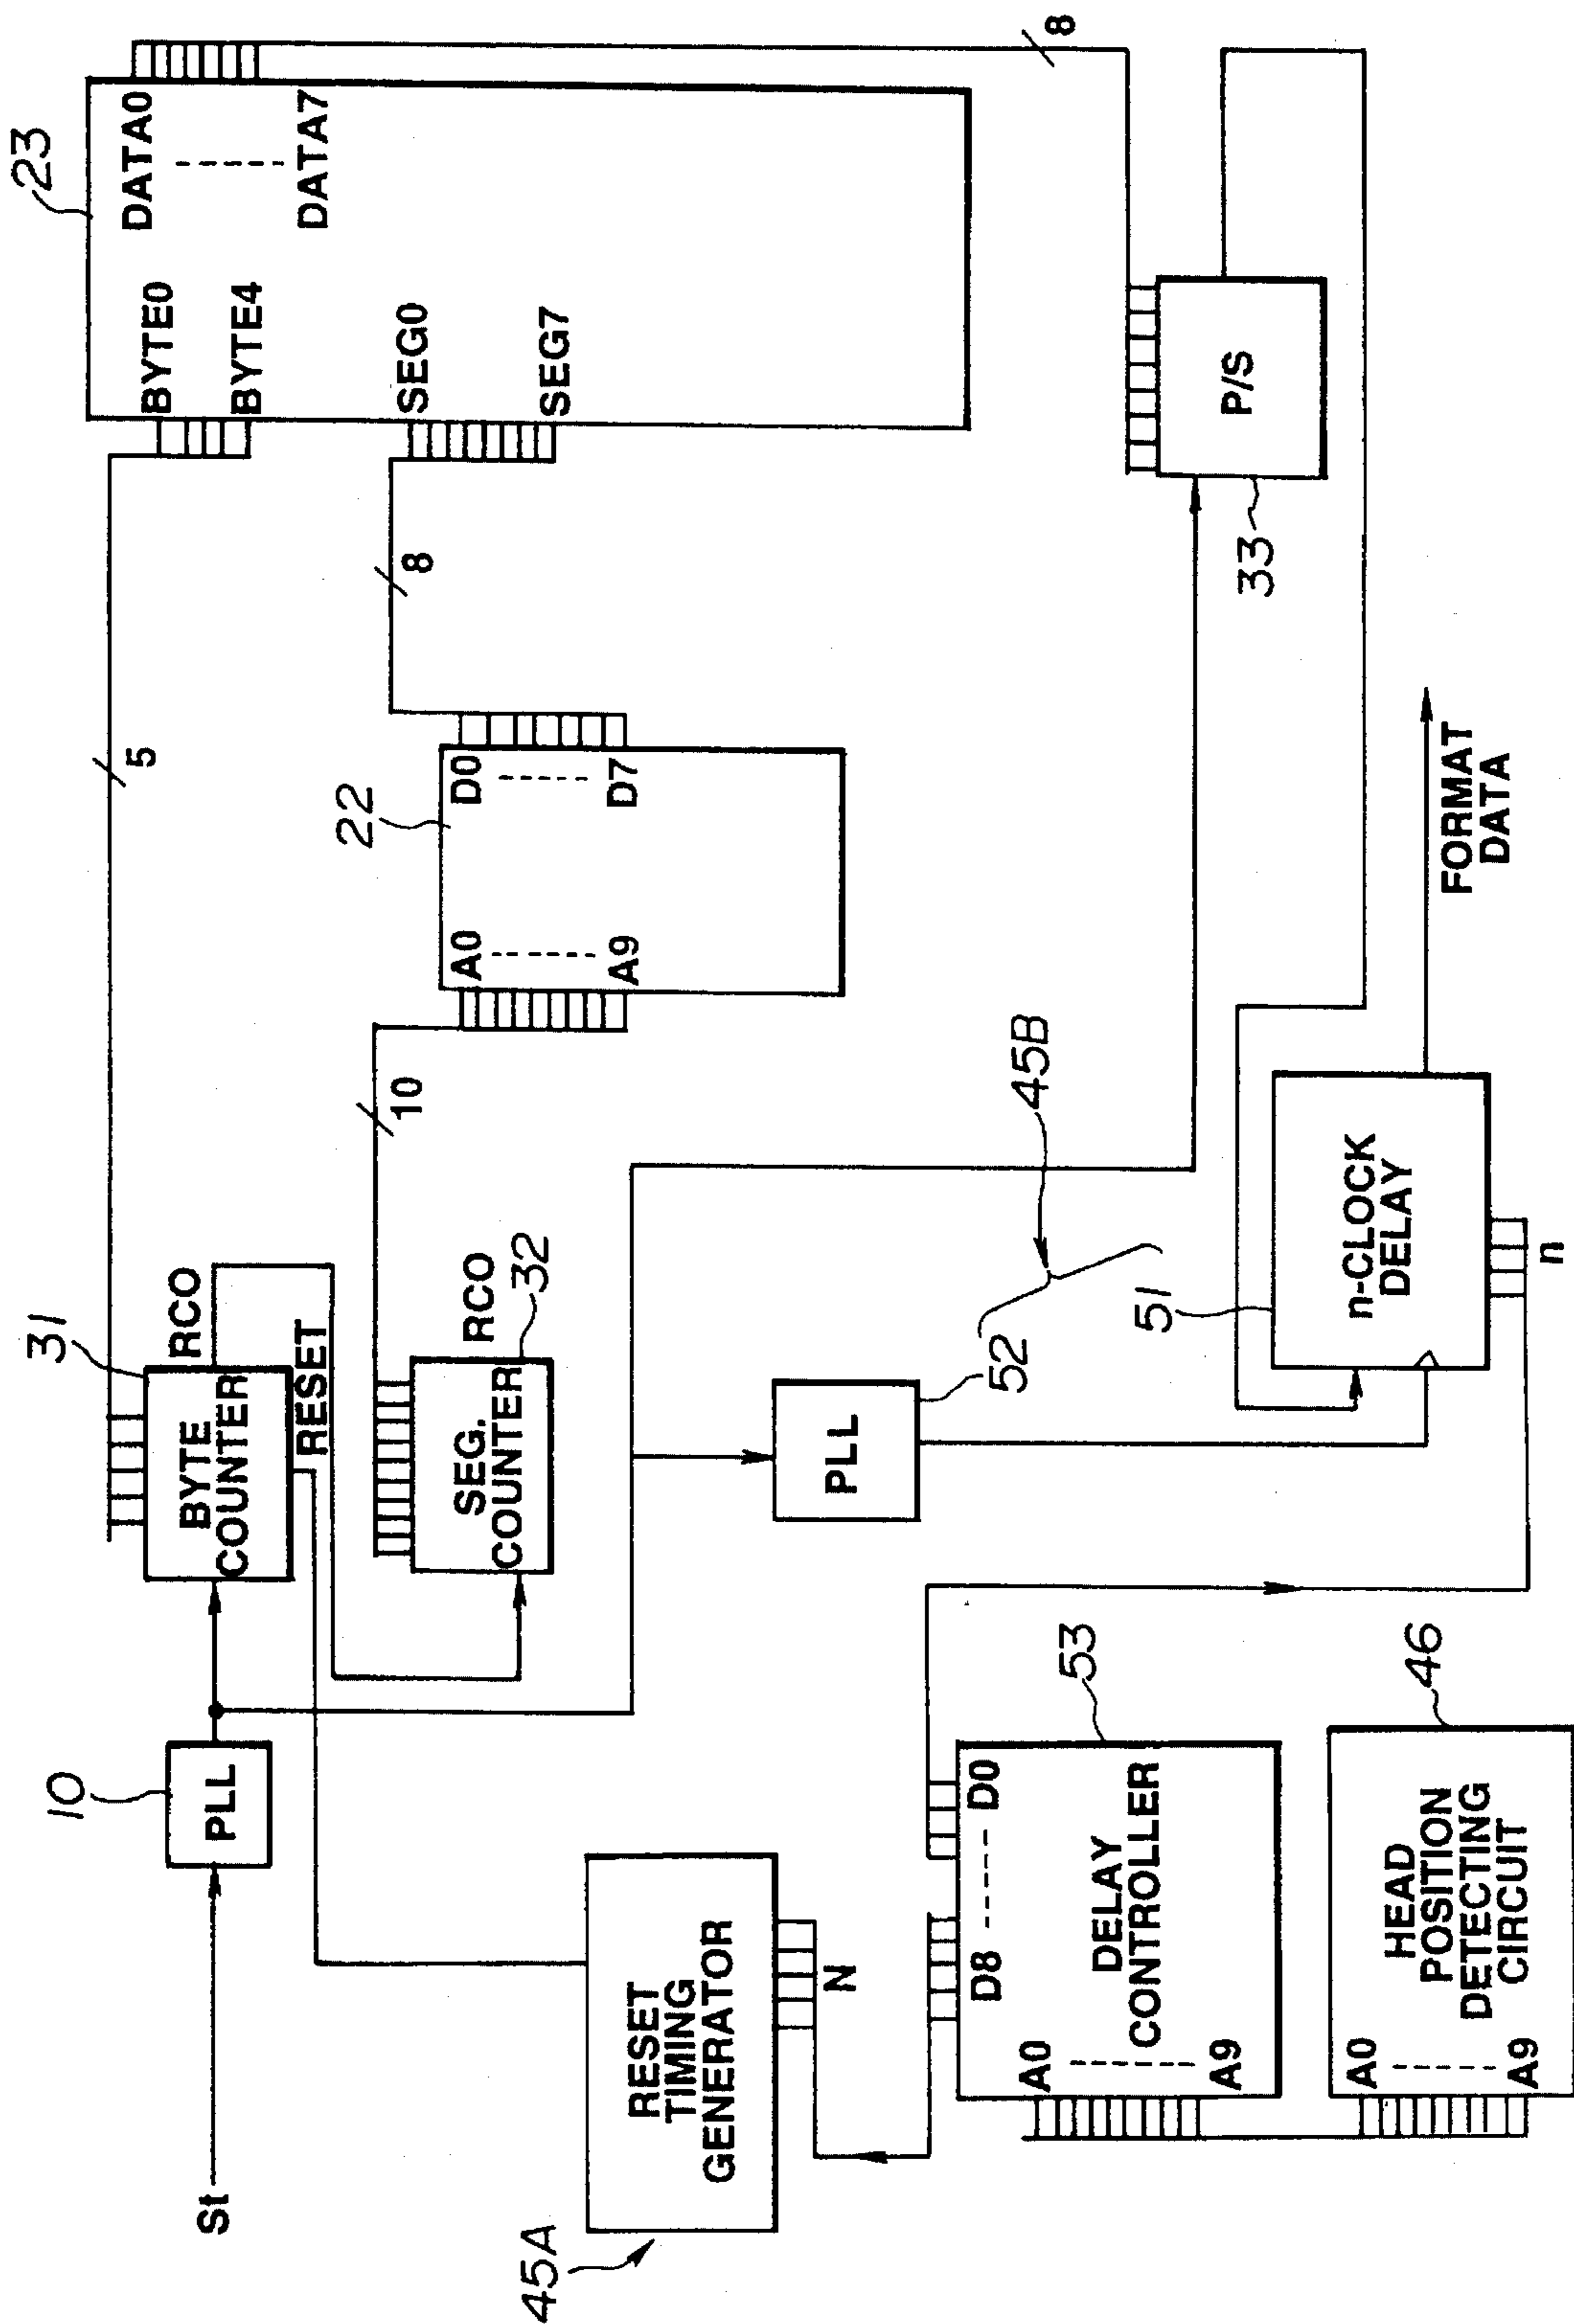 St
10
PLL
31
BYTE
COUNTER
RCO
RESET
5
23
BYTE0
BYTE4
DATA0
DATA7
SEG0
SEG7
8
8
SEG.
COUNTER
RCO
32
10
22
A0
A9
D0
D7
45A
RESET
TIMING
GENERATOR
N
PLL
52
45B
P/S
33
D8
D0
A0
A9
DELAY
CONTROLLER
53
51
n-CLOCK
DELAY
n
FORMAT
DATA
A0
A9
HEAD
POSITION
DETECTING
CIRCUIT
46